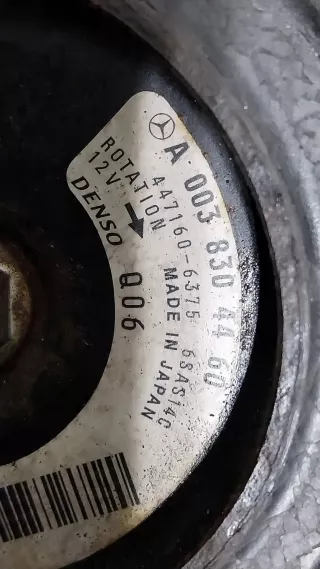 A 003 830 44 60
447160-6375 6SAS14C
ROTATION
MADE IN JAPAN
12V
DENSO
Q06